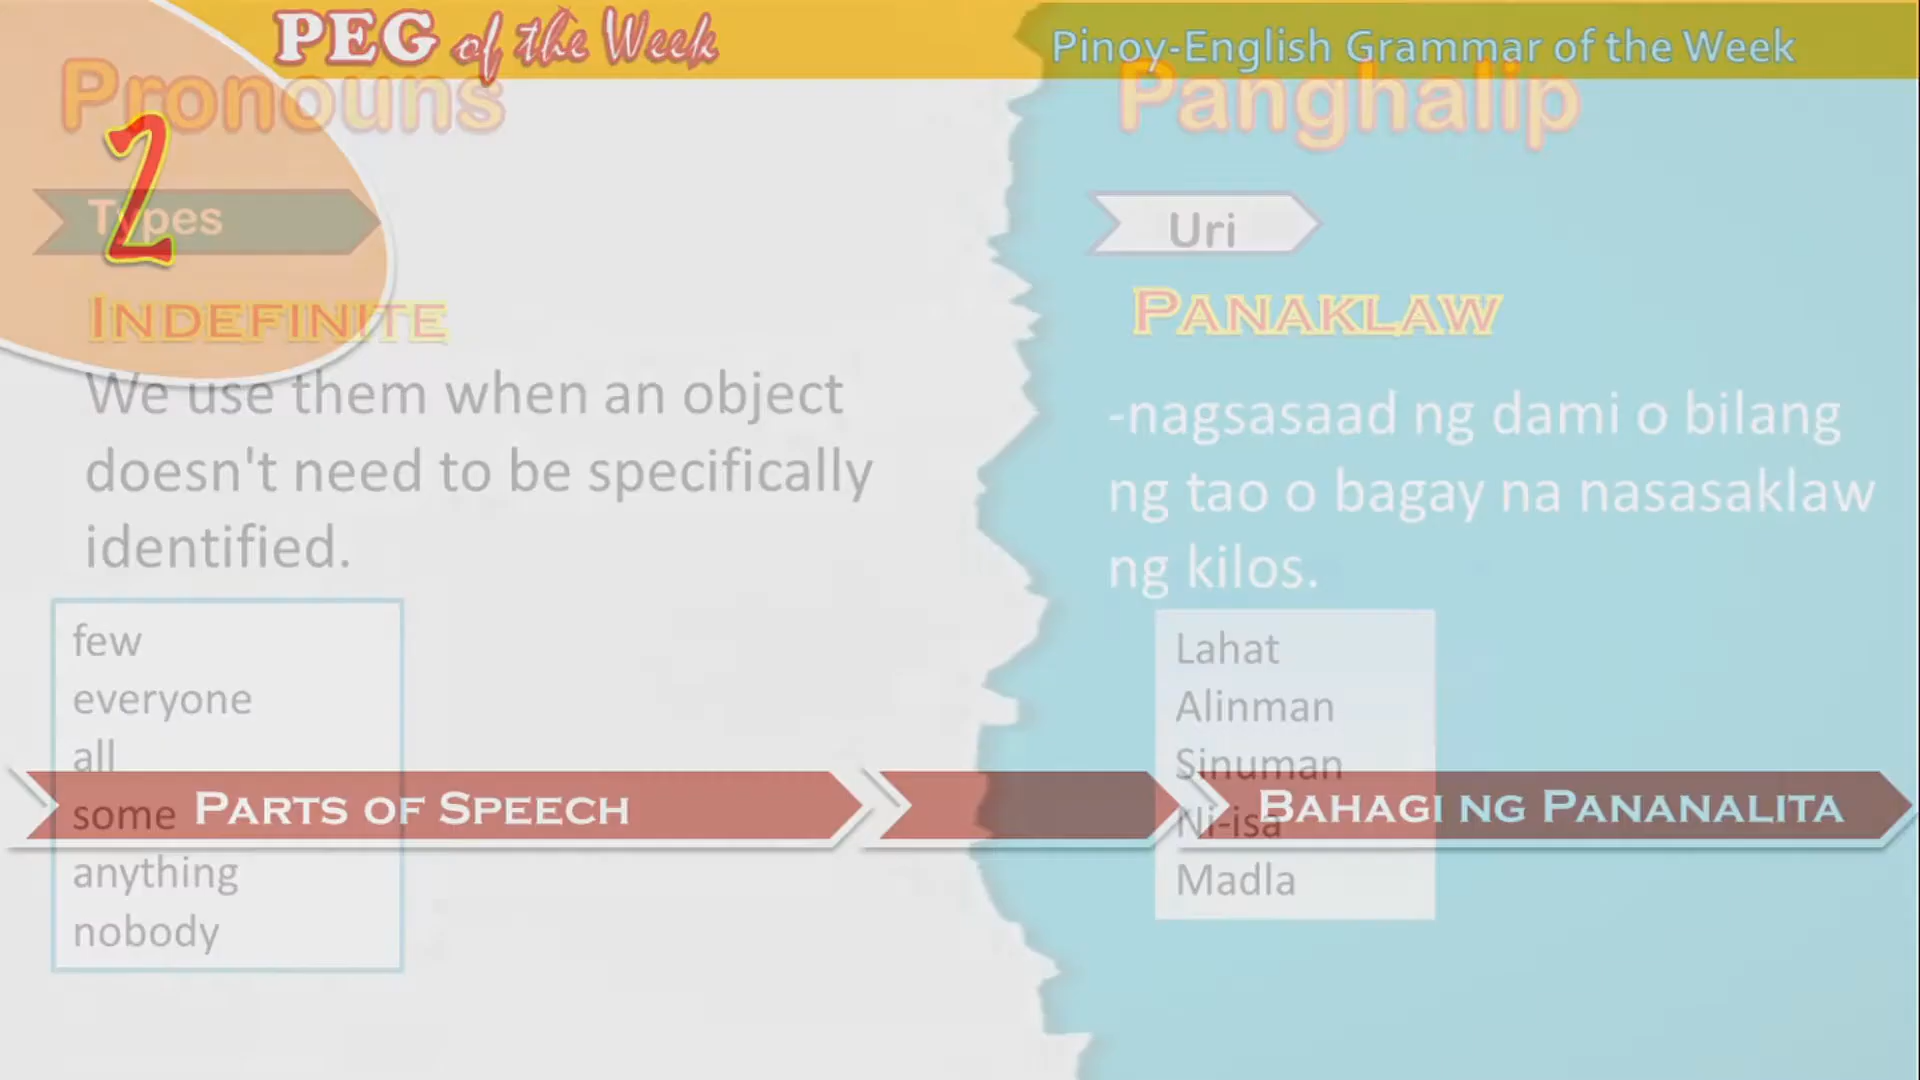 PEG of the Week
Pinoy-English Grammar of the Week
Pronouns
2
Types
INDEFINITE
We use them when an object
doesn't need to be specifically
identified.
few
everyone
all
some
anything
nobody
PARTS OF SPEECH
Panghalip
Uri
PANAKLAW
-nagsasaad ng dami o bilang
ng tao o bagay na nasasaklaw
ng kilos.
Lahat
Alinman
Sinuman
Ni-isa
Madla
BAHAGI NG PANANALITA